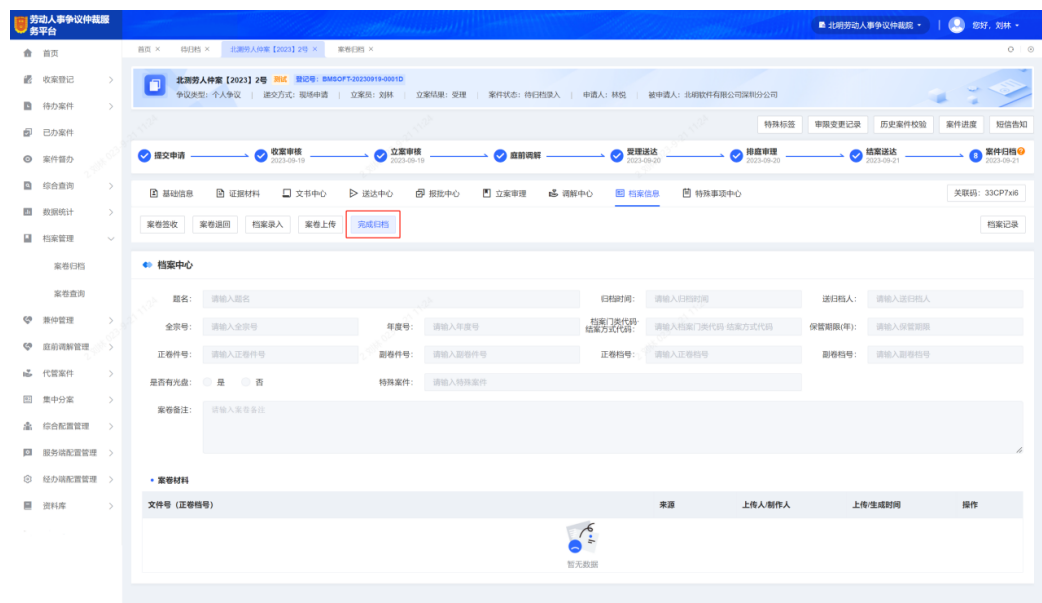 劳动人事争议仲裁服务平台
北明劳动人事争议仲裁院
您好, 刘林
首页 × 待归档 × 北测劳人仲案【2023】2号 × 案卷归档 ×
首页
收案登记
待办案件
已办案件
案件督办
综合查询
数据统计
档案管理
案卷归档
案卷查询
兼仲管理
庭前调解管理
代管案件
集中分案
综合配置管理
服务端配置管理
经办端配置管理
资料库
北测劳人仲案【2023】2号 测试 登记号: BMSOFT-20230919-0001D
争议类型: 个人争议 | 递交方式: 现场申请 | 立案员: 刘林 | 立案结果: 受理 | 案件状态: 待归档录入 | 申请人: 林悦 | 被申请人: 北明软件有限公司深圳分公司
特殊标签 审限变更记录 历史案件校验 案件进度 短信告知
提交申请 收案审核 立案审核 庭前调解 受理送达 排庭审理 结案送达 案件归档
2023-09-19 2023-09-19 2023-09-20 2023-09-20 2023-09-21 2023-09-21
基础信息 证据材料 文书中心 送达中心 报批中心 立案审理 调解中心 档案信息 特殊事项中心 关联码: 33CP7xi6
案卷签收 案卷退回 档案录入 案卷上传 完成归档 档案记录
档案中心
题名: 请输入题名 归档时间: 请输入归档时间 送归档人: 请输入送归档人
全宗号: 请输入全宗号 年度号: 请输入年度号 档案门类代码-结案方式代码: 请输入档案门类代码-结案方式代码 保管期限(年): 请输入保管期限
正卷件号: 请输入正卷件号 副卷件号: 请输入副卷件号 正卷档号: 请输入正卷档号 副卷档号: 请输入副卷档号
是否有光盘: 是 否 特殊案件: 请输入特殊案件
案卷备注: 请输入案卷备注
案卷材料
文件号（正卷档号） 来源 上传人/制作人 上传/生成时间 操作
暂无数据